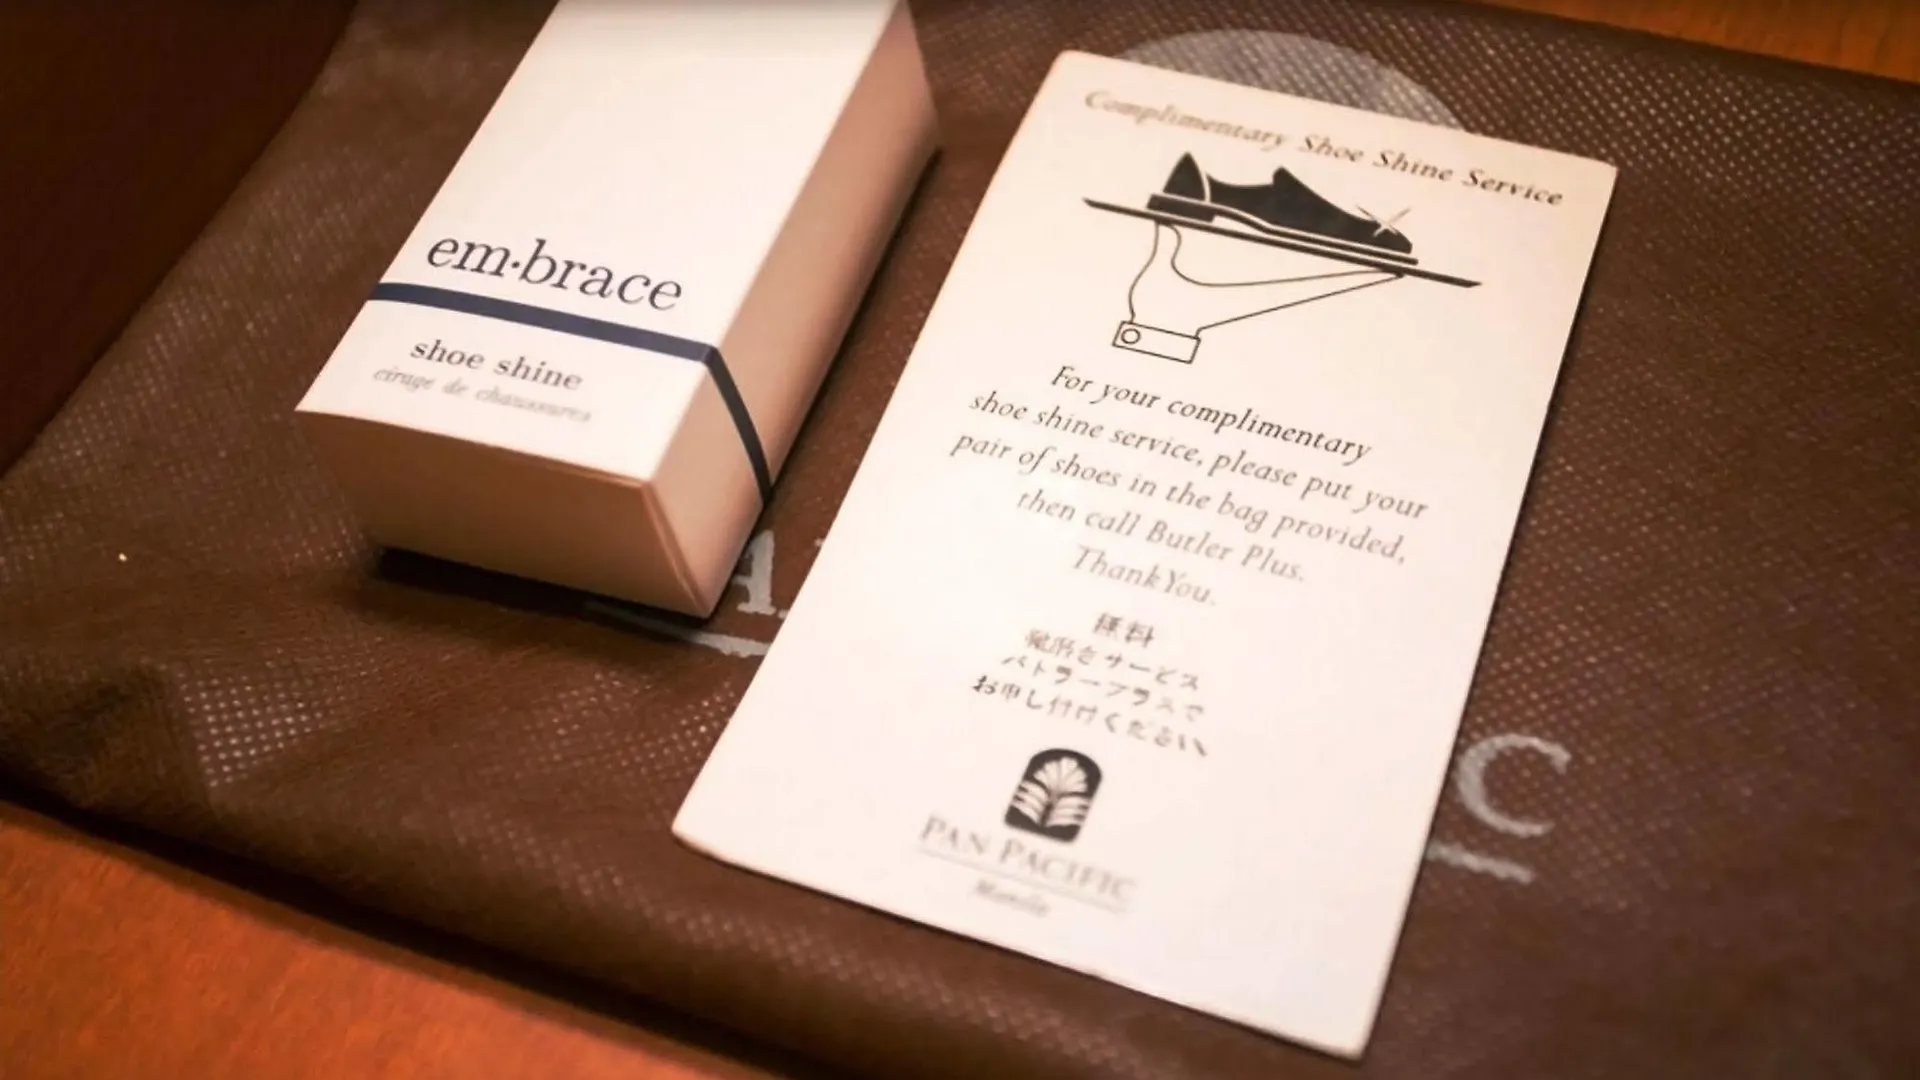 em·brace
shoe shine
cirage de chaussures
Complimentary Shoe Shine Service
For your complimentary
shoe shine service, please put your
pair of shoes in the bag provided,
then call Butler Plus.
Thank You.
無料
靴磨きサービス
バトラープラスで
お申し付けください
PAN PACIFIC
Manila
A
C